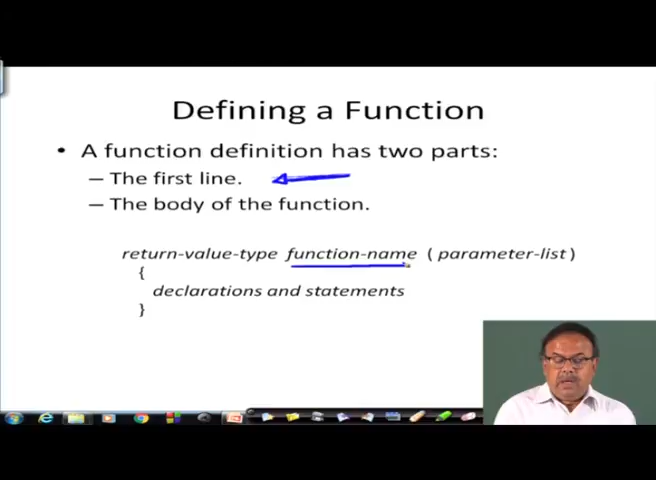 Defining a Function
• A function definition has two parts:
– The first line.
– The body of the function.
return-value-type function-name ( parameter-list )
{
declarations and statements
}